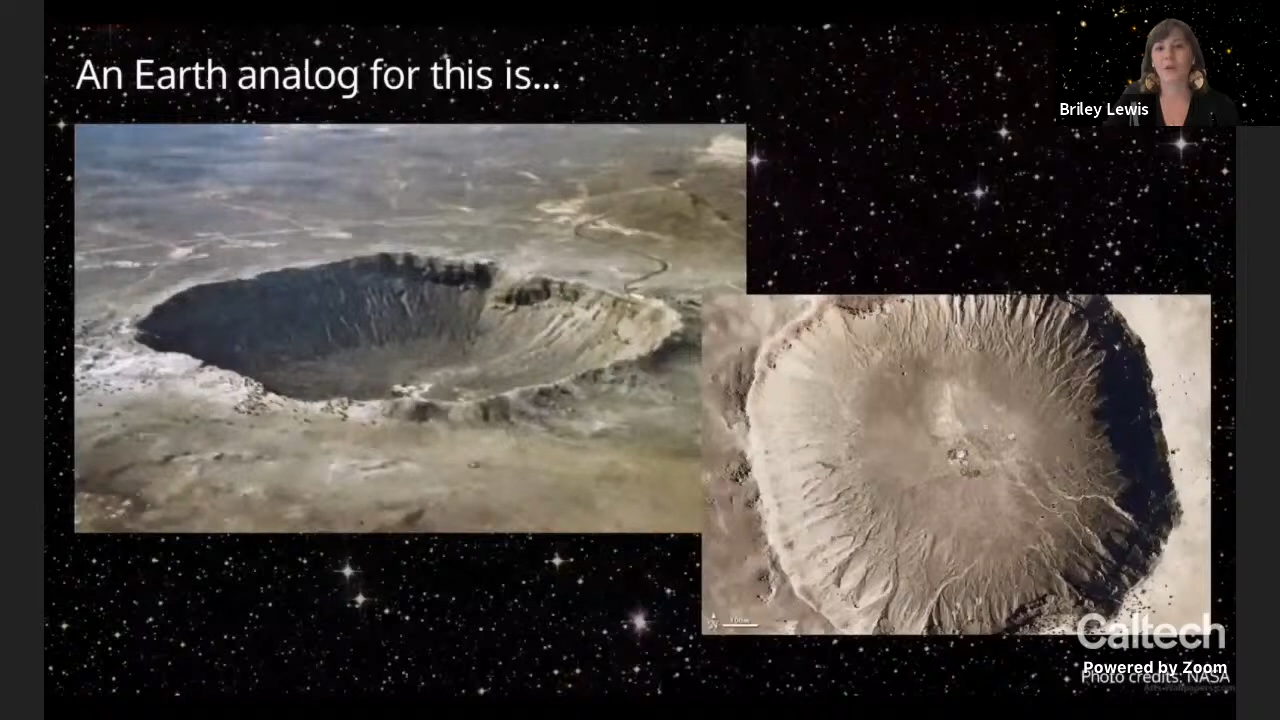 An Earth analog for this is...
Briley Lewis
Caltech
Powered by Zoom
Photo credits: NASA